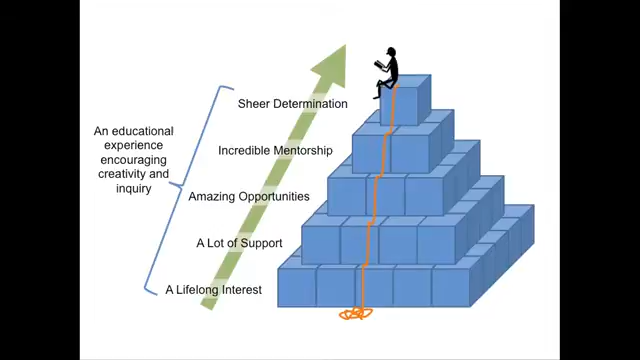 Sheer Determination
An educational
experience
encouraging
creativity and
inquiry
Incredible Mentorship
Amazing Opportunities
A Lot of Support
A Lifelong Interest